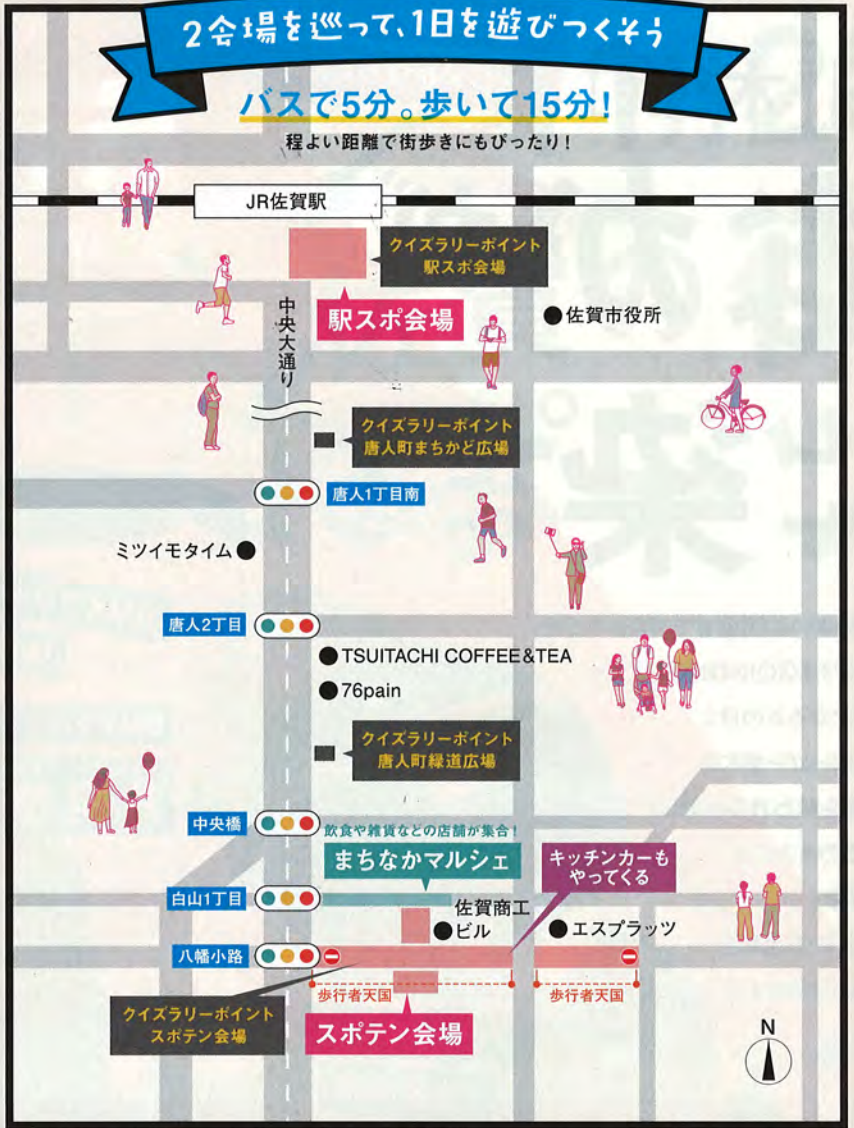 2会場を巡って、1日を遊びつくそう
バスで5分。歩いて15分!
程よい距離で街歩きにもぴったり!
JR佐賀駅
クイズラリーポイント
駅スポ会場
駅スポ会場
中央大通り
佐賀市役所
クイズラリーポイント
唐人町まちかど広場
唐人1丁目南
ミツイモタイム
唐人2丁目
TSUITACHI COFFEE&TEA
76pain
クイズラリーポイント
唐人町緑道広場
中央橋
飲食や雑貨などの店舗が集合!
まちなかマルシェ
キッチンカーも
やってくる
白山1丁目
佐賀商工
ビル
エスプラッツ
八幡小路
歩行者天国
歩行者天国
クイズラリーポイント
スポテン会場
スポテン会場
N